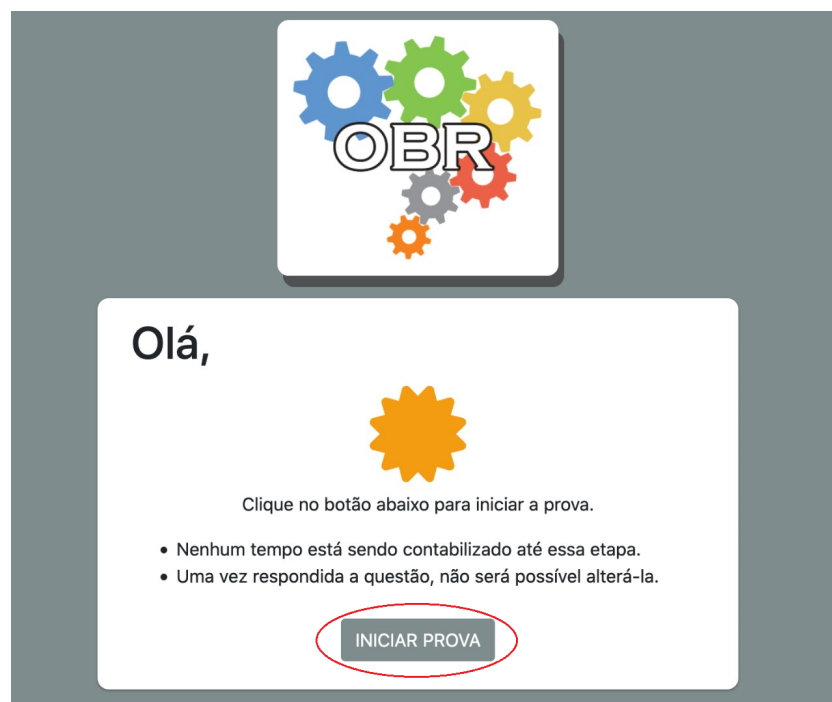 OBR
Olá,
Clique no botão abaixo para iniciar a prova.
• Nenhum tempo está sendo contabilizado até essa etapa.
• Uma vez respondida a questão, não será possível alterá-la.
INICIAR PROVA